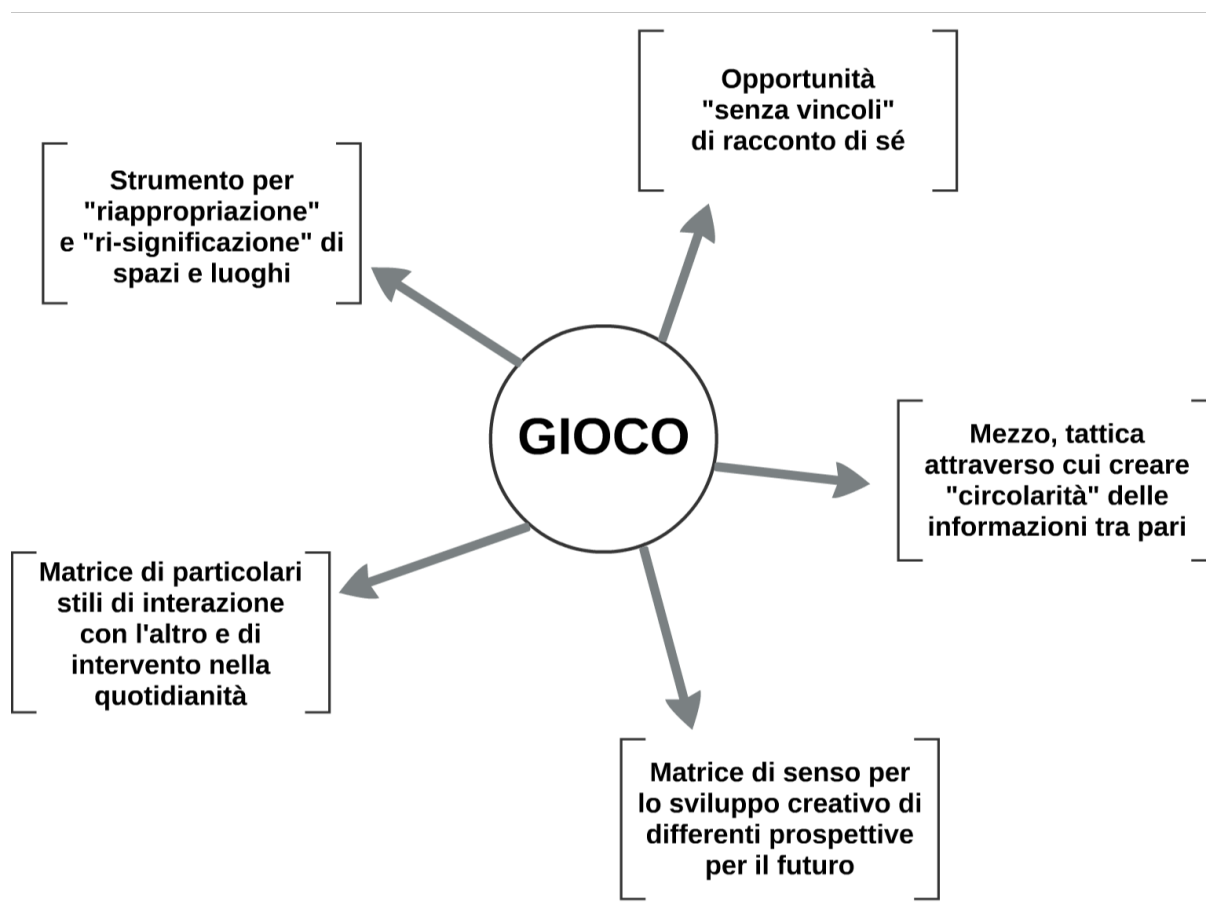 Opportunità
"senza vincoli"
di racconto di sé
Strumento per
"riappropriazione"
e "ri-significazione" di
spazi e luoghi
GIOCO
Mezzo, tattica
attraverso cui creare
"circolarità" delle
informazioni tra pari
Matrice di particolari
stili di interazione
con l'altro e di
intervento nella
quotidianità
Matrice di senso per
lo sviluppo creativo di
differenti prospettive
per il futuro